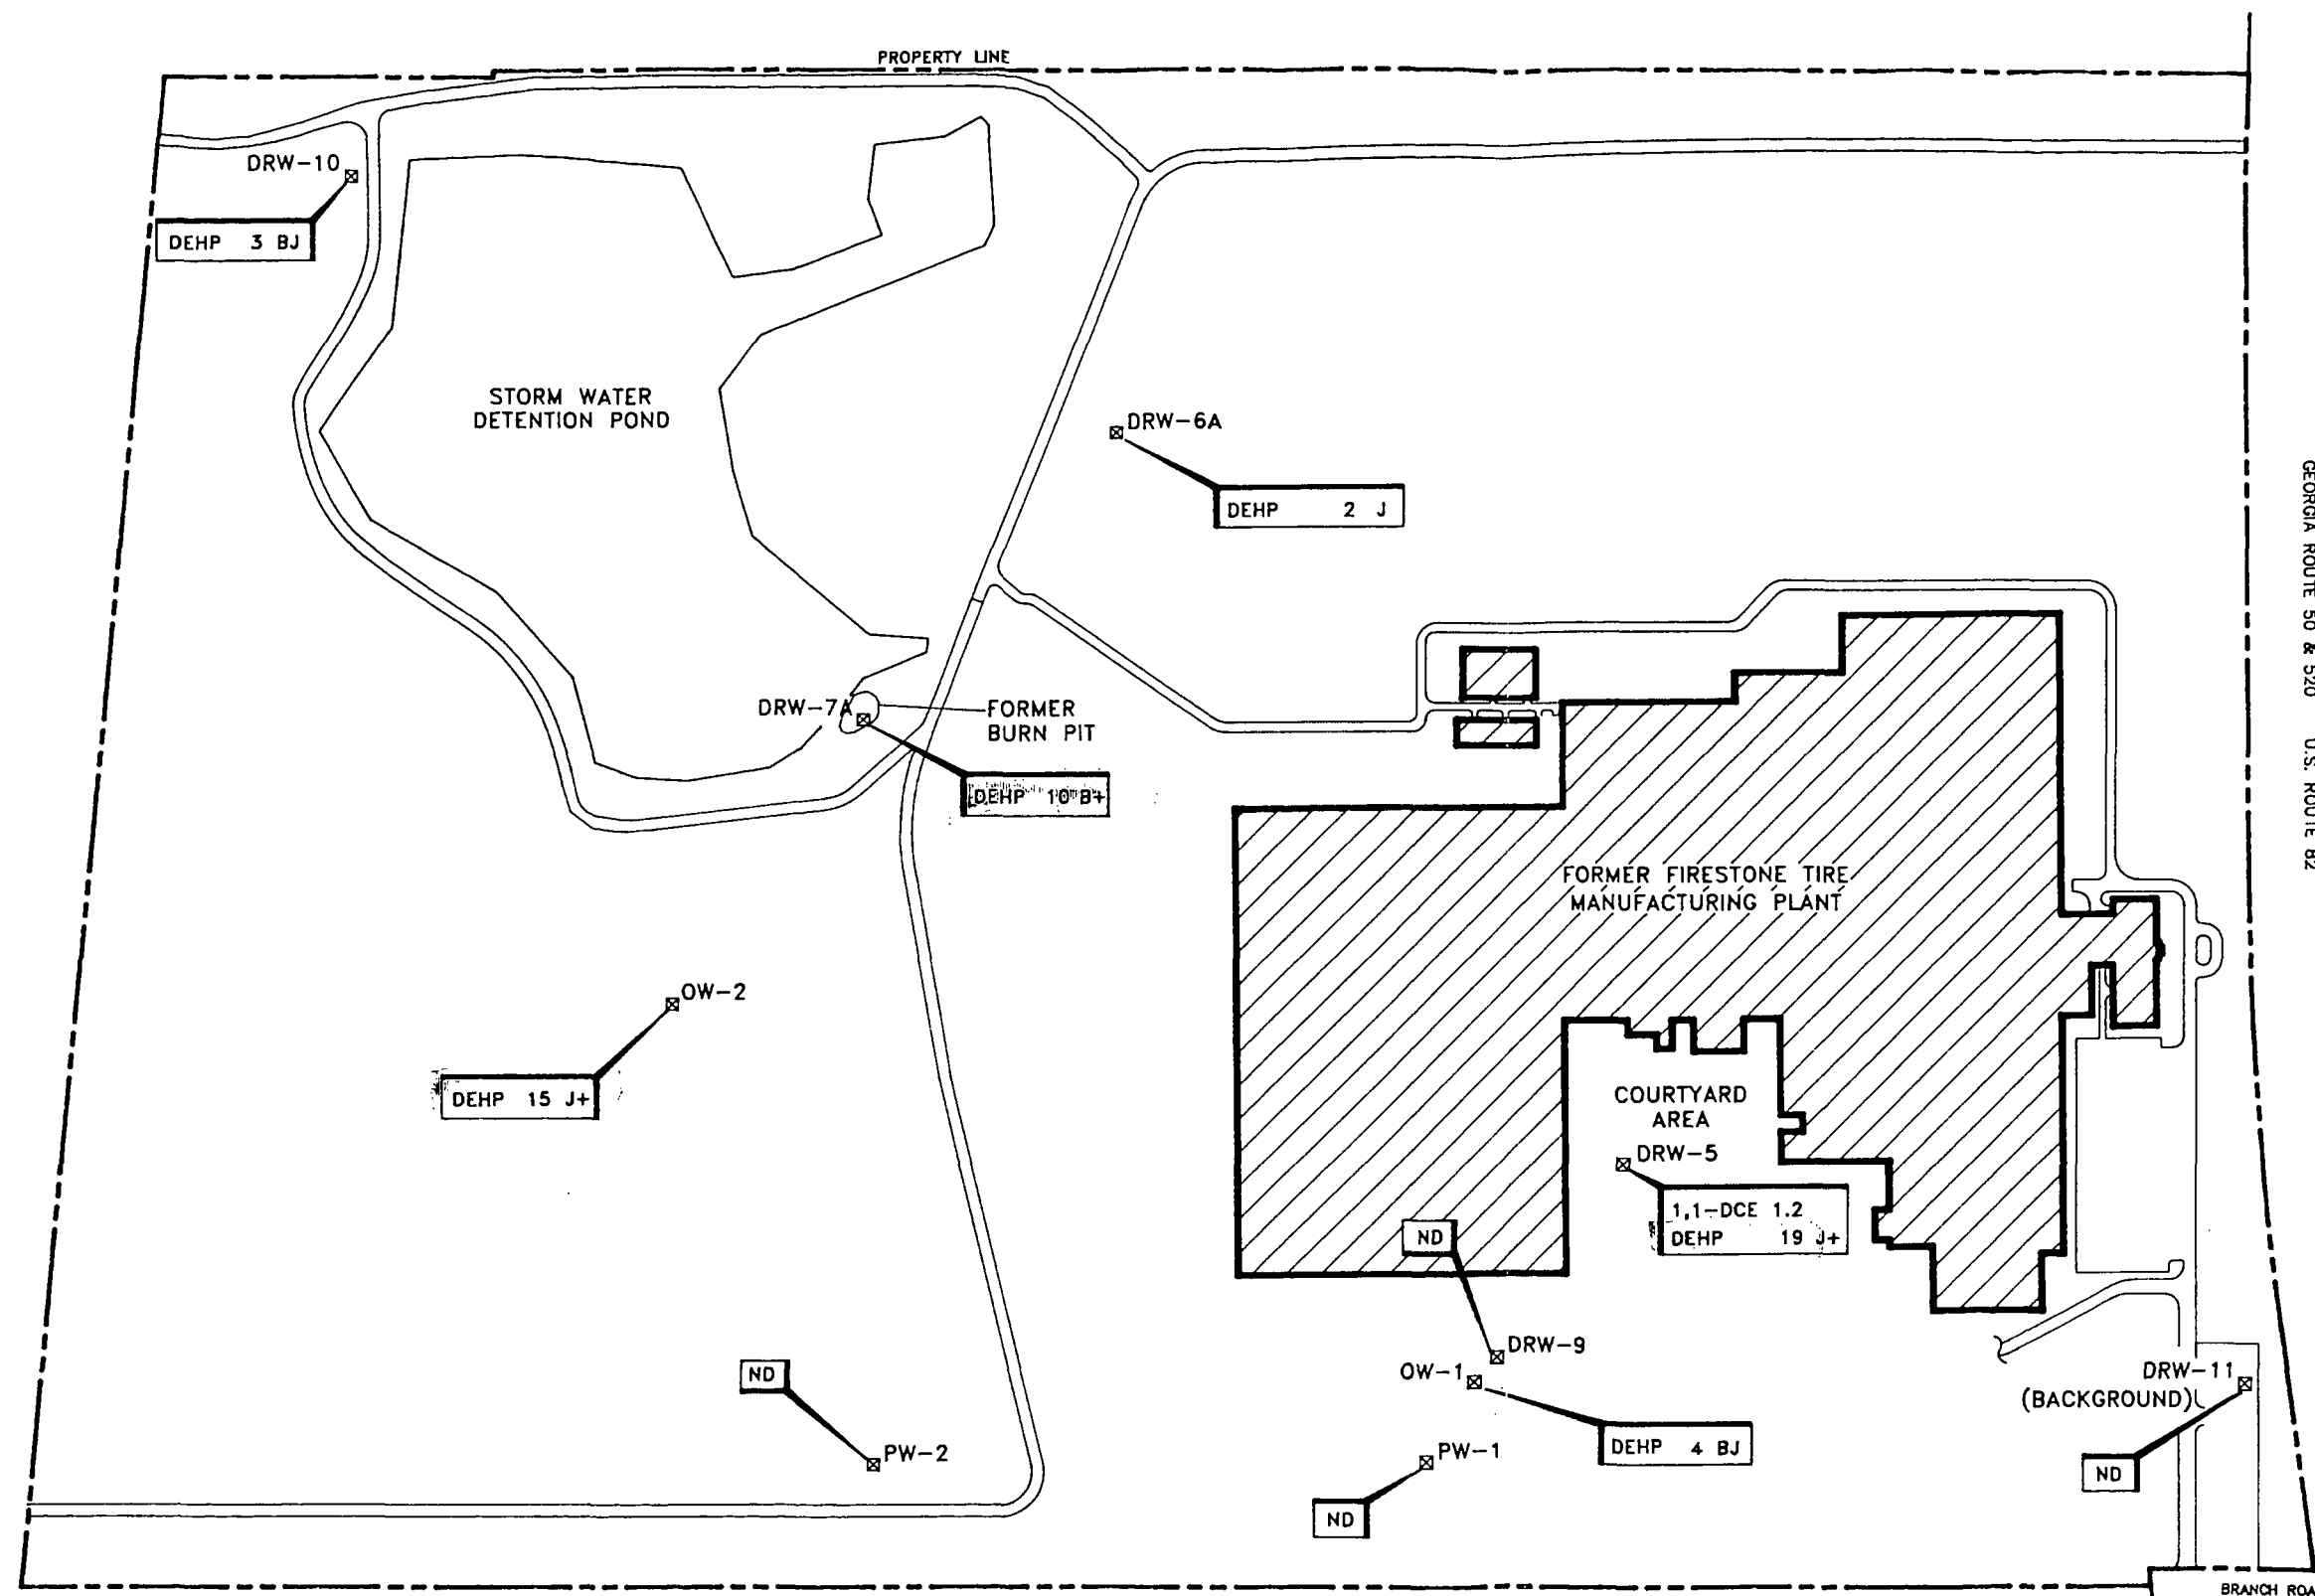 PROPERTY LINE
DRW-10
DEHP 3 BJ
STORM WATER
DETENTION POND
DRW-6A
DEHP 2 J
GEORGIA ROUTE 50 & 520 U.S. ROUTE 82
DRW-7A
FORMER
BURN PIT
DEHP 10 B+
FORMER FIRESTONE TIRE
MANUFACTURING PLANT
OW-2
DEHP 15 J+
COURTYARD
AREA
DRW-5
1,1-DCE 1.2
DEHP 19 J+
ND
DRW-9
OW-1
DEHP 4 BJ
ND
PW-2
PW-1
ND
DRW-11
(BACKGROUND)
ND
BRANCH ROA